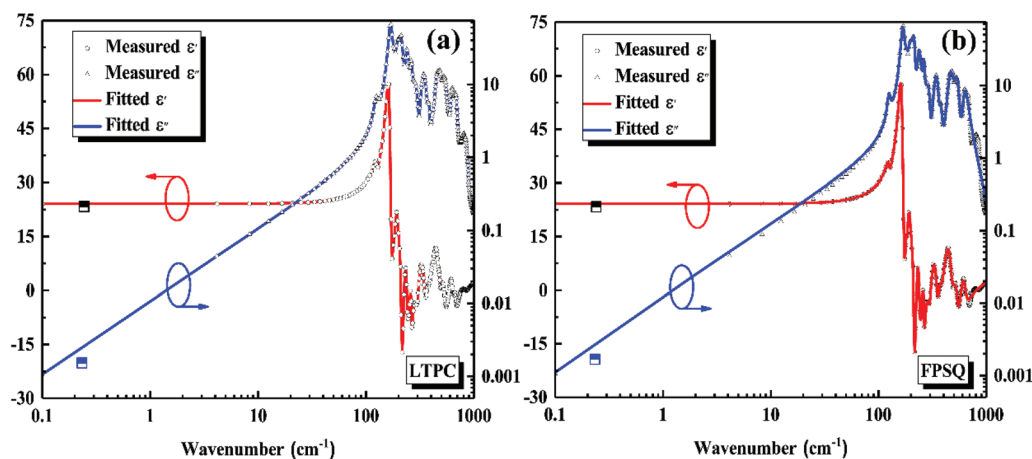 (a)
Measured ε′
Measured ε″
Fitted ε′
Fitted ε″
75
60
45
30
15
0
-15
-30
10
1
0.1
0.01
0.001
LTPC
0.1 1 10 100 1000
Wavenumber (cm⁻¹)
(b)
Measured ε′
Measured ε″
Fitted ε′
Fitted ε″
75
60
45
30
15
0
-15
-30
10
1
0.1
0.01
0.001
FPSQ
0.1 1 10 100 1000
Wavenumber (cm⁻¹)